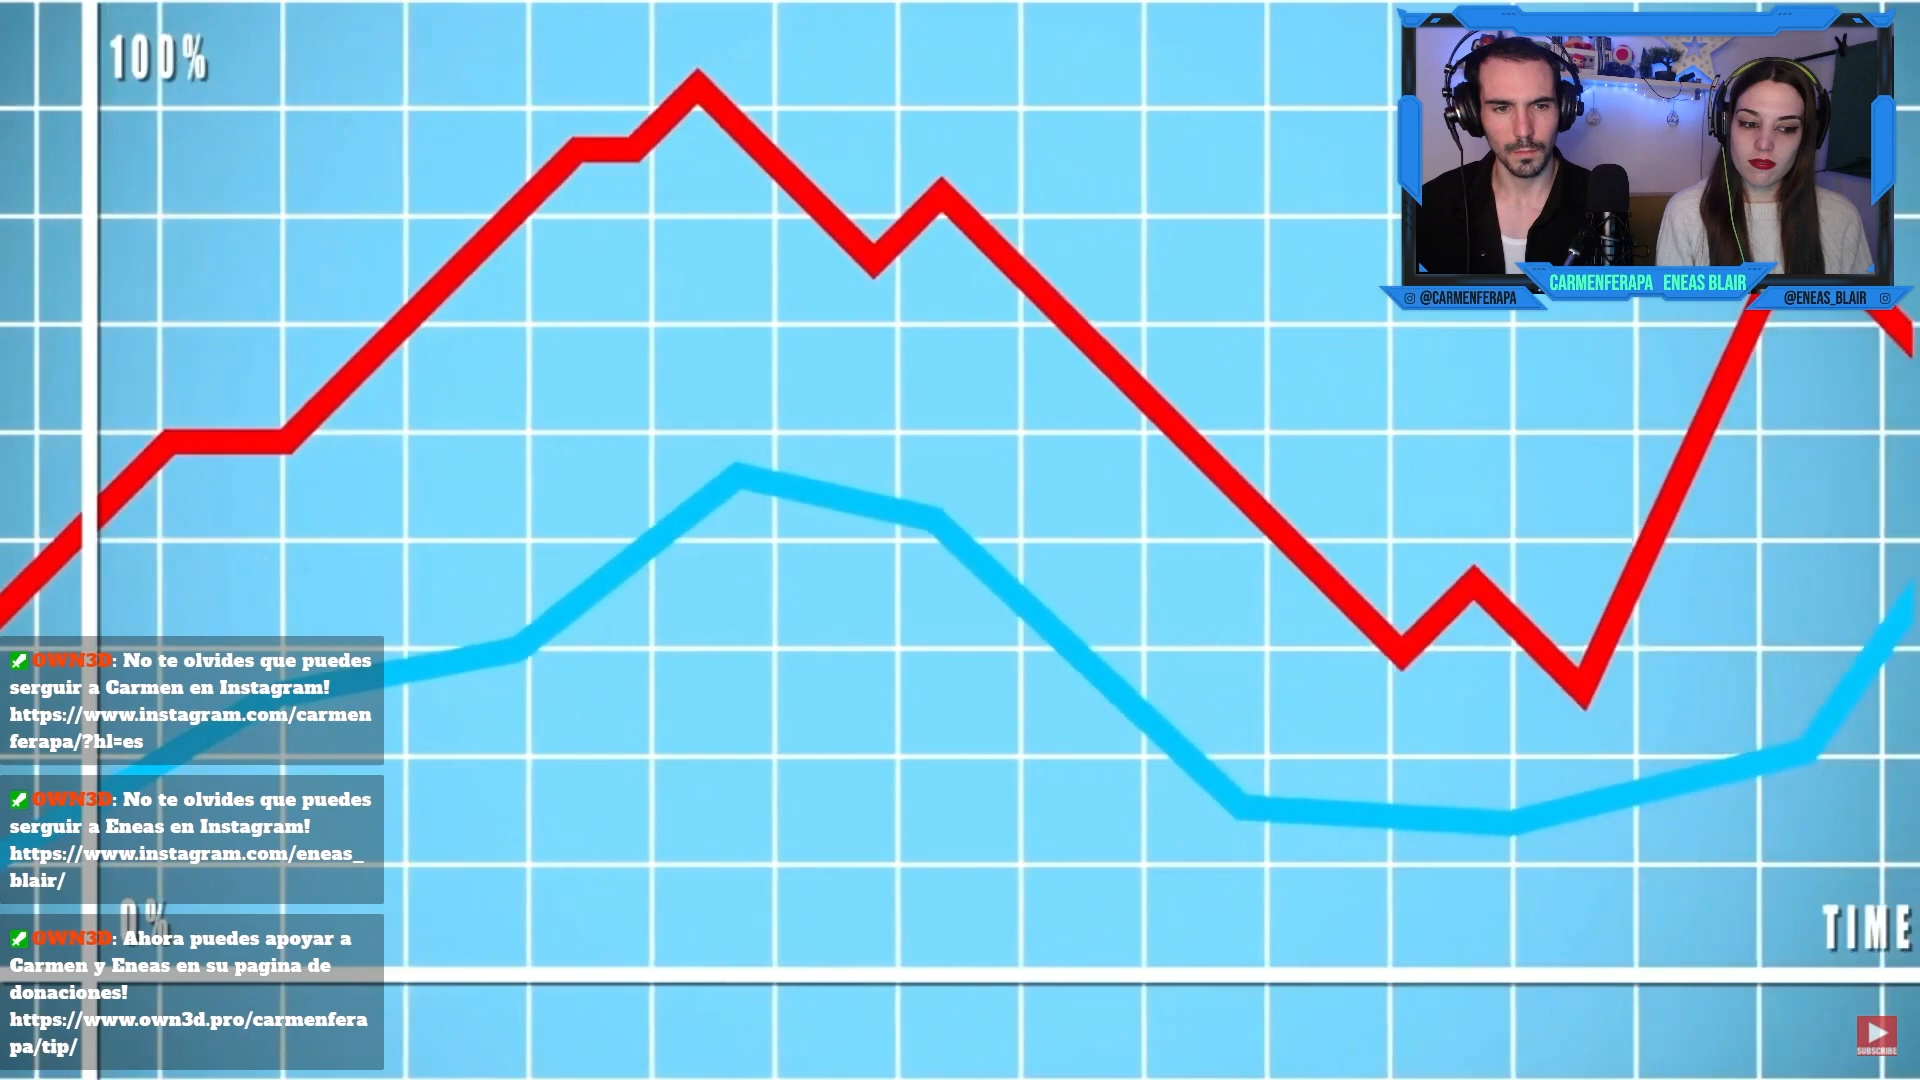 100%
CARMENFERAPA ENEAS BLAIR
@CARMENFERAPA
@ENEAS_BLAIR
OWN3D: No te olvides que puedes
serguir a Carmen en Instagram!
https://www.instagram.com/carmen
ferapa/?hl=es
OWN3D: No te olvides que puedes
serguir a Eneas en Instagram!
https://www.instagram.com/eneas_
blair/
0%
TIME
OWN3D: Ahora puedes apoyar a
Carmen y Eneas en su pagina de
donaciones!
https://www.own3d.pro/carmenfera
pa/tip/
SUBSCRIBE